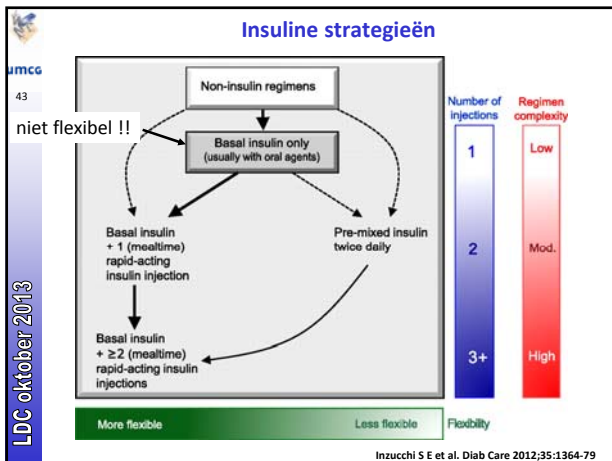 Insuline strategieën
umcg
43
niet flexibel !!
Non-insulin regimens
Basal insulin only
(usually with oral agents)
Basal insulin
+ 1 (mealtime)
rapid-acting
insulin injection
Pre-mixed insulin
twice daily
Basal insulin
+ ≥2 (mealtime)
rapid-acting insulin
injections
Number of
injections
1
2
3+
Regimen
complexity
Low
Mod.
High
More flexible
Less flexible
Flexibility
LDC oktober 2013
Inzucchi S E et al. Diab Care 2012;35:1364-79